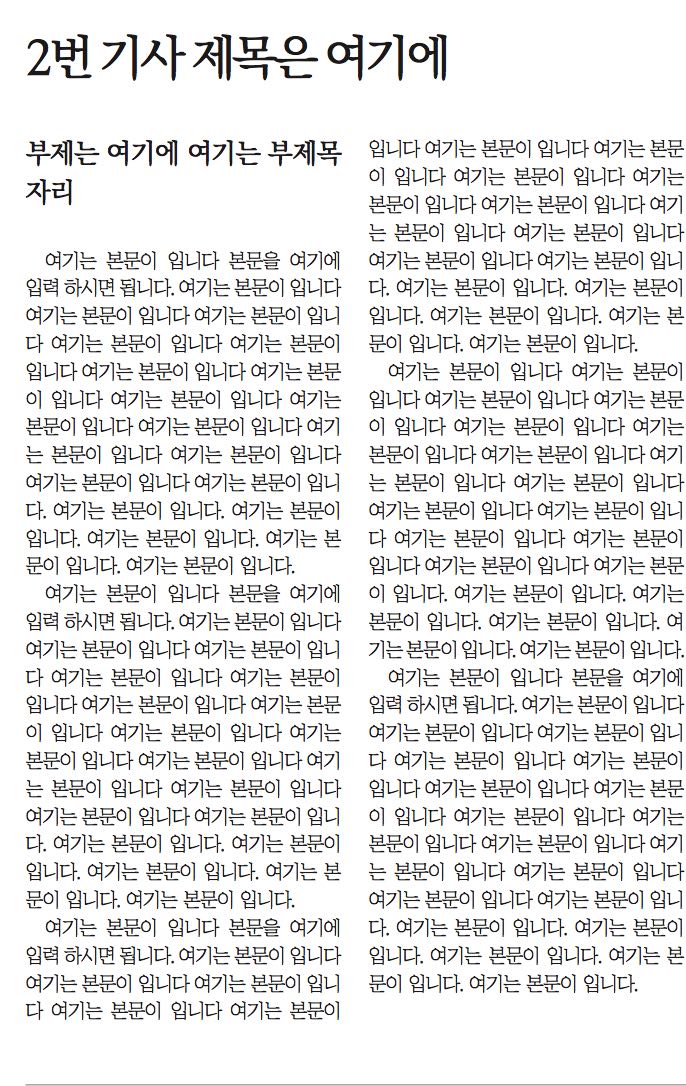 2번 기사 제목은 여기에
부제는 여기에 여기는 부제목
자리
여기는 본문이 입니다 본문을 여기에
입력 하시면 됩니다. 여기는 본문이 입니다
여기는 본문이 입니다 여기는 본문이 입니
다 여기는 본문이 입니다 여기는 본문이
입니다 여기는 본문이 입니다 여기는 본문
이 입니다 여기는 본문이 입니다 여기는
본문이 입니다 여기는 본문이 입니다 여기
는 본문이 입니다 여기는 본문이 입니다
여기는 본문이 입니다 여기는 본문이 입니
다. 여기는 본문이 입니다. 여기는 본문이
입니다. 여기는 본문이 입니다. 여기는 본
문이 입니다. 여기는 본문이 입니다.
여기는 본문이 입니다 본문을 여기에
입력 하시면 됩니다. 여기는 본문이 입니다
여기는 본문이 입니다 여기는 본문이 입니
다 여기는 본문이 입니다 여기는 본문이
입니다 여기는 본문이 입니다 여기는 본문
이 입니다 여기는 본문이 입니다 여기는
본문이 입니다 여기는 본문이 입니다 여기
는 본문이 입니다 여기는 본문이 입니다
여기는 본문이 입니다 여기는 본문이 입니
다. 여기는 본문이 입니다. 여기는 본문이
입니다. 여기는 본문이 입니다. 여기는 본
문이 입니다. 여기는 본문이 입니다.
여기는 본문이 입니다 본문을 여기에
입력 하시면 됩니다. 여기는 본문이 입니다
여기는 본문이 입니다 여기는 본문이 입니
다 여기는 본문이 입니다 여기는 본문이
입니다 여기는 본문이 입니다 여기는 본문
이 입니다 여기는 본문이 입니다 여기는
본문이 입니다 여기는 본문이 입니다 여기
는 본문이 입니다 여기는 본문이 입니다
여기는 본문이 입니다 여기는 본문이 입니
다. 여기는 본문이 입니다. 여기는 본문이
입니다. 여기는 본문이 입니다. 여기는 본
문이 입니다. 여기는 본문이 입니다.
여기는 본문이 입니다 여기는 본문이
입니다 여기는 본문이 입니다 여기는 본문
이 입니다 여기는 본문이 입니다 여기는
본문이 입니다 여기는 본문이 입니다 여기
는 본문이 입니다 여기는 본문이 입니다
여기는 본문이 입니다 여기는 본문이 입니
다 여기는 본문이 입니다 여기는 본문이
입니다 여기는 본문이 입니다 여기는 본문
이 입니다. 여기는 본문이 입니다. 여기는
본문이 입니다. 여기는 본문이 입니다. 여
기는 본문이 입니다. 여기는 본문이 입니다.
여기는 본문이 입니다 본문을 여기에
입력 하시면 됩니다. 여기는 본문이 입니다
여기는 본문이 입니다 여기는 본문이 입니
다 여기는 본문이 입니다 여기는 본문이
입니다 여기는 본문이 입니다 여기는 본문
이 입니다 여기는 본문이 입니다 여기는
본문이 입니다 여기는 본문이 입니다 여기
는 본문이 입니다 여기는 본문이 입니다
여기는 본문이 입니다 여기는 본문이 입니
다. 여기는 본문이 입니다. 여기는 본문이
입니다. 여기는 본문이 입니다. 여기는 본
문이 입니다. 여기는 본문이 입니다.